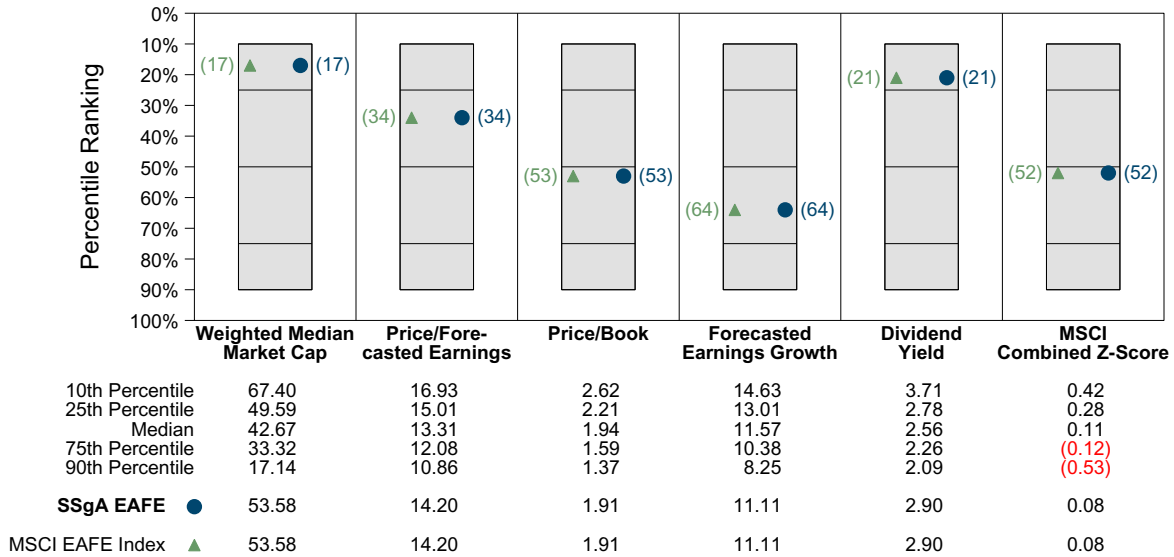 Percentile Ranking
0%
10%
20%
30%
40%
50%
60%
70%
80%
90%
100%
(17) (17)
(34) (34)
(53) (53)
(64) (64)
(21) (21)
(52) (52)
Weighted Median
Market Cap
Price/Fore-
casted Earnings
Price/Book
Forecasted
Earnings Growth
Dividend
Yield
MSCI
Combined Z-Score
10th Percentile 67.40 16.93 2.62 14.63 3.71 0.42
25th Percentile 49.59 15.01 2.21 13.01 2.78 0.28
Median 42.67 13.31 1.94 11.57 2.56 0.11
75th Percentile 33.32 12.08 1.59 10.38 2.26 (0.12)
90th Percentile 17.14 10.86 1.37 8.25 2.09 (0.53)
SSgA EAFE 53.58 14.20 1.91 11.11 2.90 0.08
MSCI EAFE Index 53.58 14.20 1.91 11.11 2.90 0.08